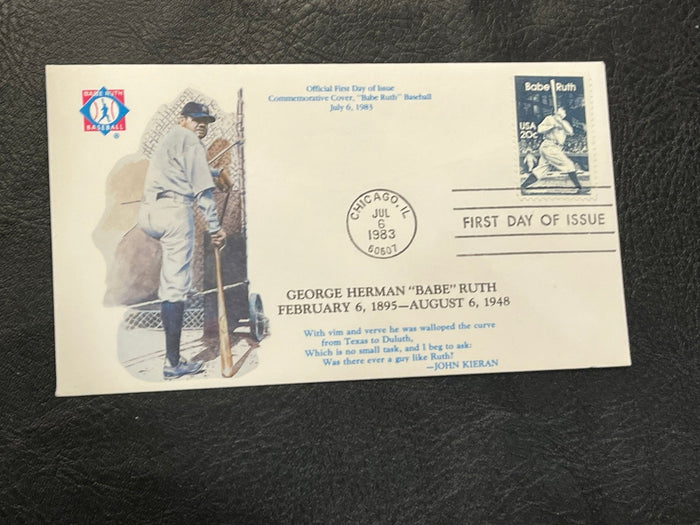 BABE RUTH
BASEBALL
®
Official First Day of Issue
Commemorative Cover, "Babe Ruth" Baseball
July 6, 1983
Babe Ruth
USA
20c
CHICAGO, IL
JUL
6
1983
60607
FIRST DAY OF ISSUE
GEORGE HERMAN "BABE" RUTH
FEBRUARY 6, 1895—AUGUST 6, 1948
With vim and verve he was walloped the curve
from Texas to Duluth,
Which is no small task, and I beg to ask:
Was there ever a guy like Ruth?
—JOHN KIERAN